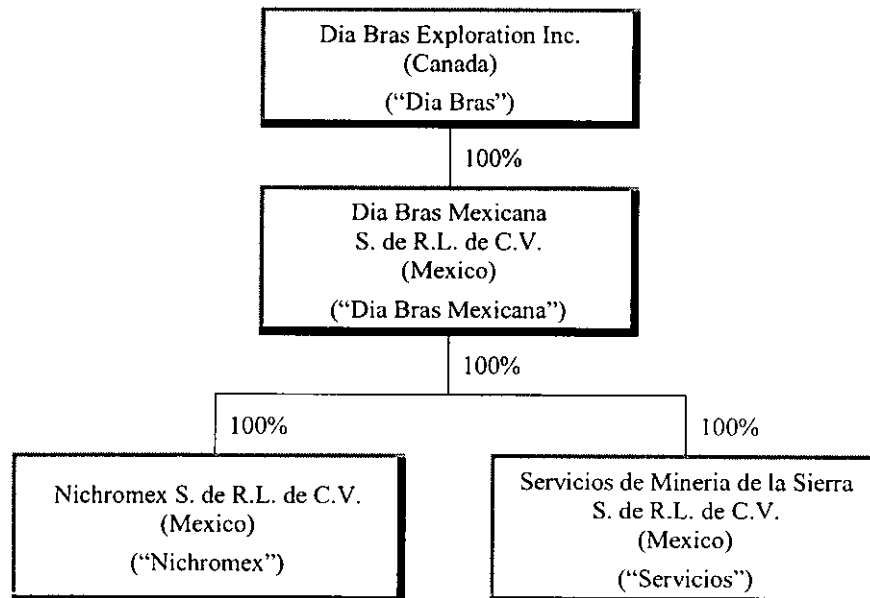 Dia Bras Exploration Inc.
(Canada)
(“Dia Bras”)
100%
Dia Bras Mexicana
S. de R.L. de C.V.
(Mexico)
(“Dia Bras Mexicana”)
100%
100%
100%
Nichromex S. de R.L. de C.V.
(Mexico)
(“Nichromex”)
Servicios de Mineria de la Sierra
S. de R.L. de C.V.
(Mexico)
(“Servicios”)